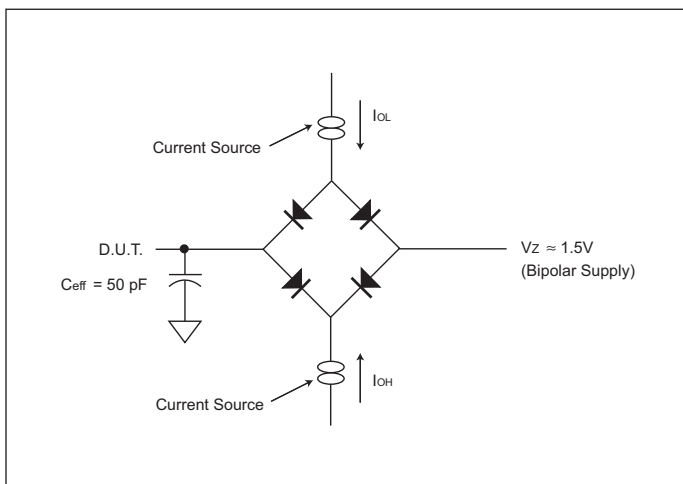 IOL
Current Source
D.U.T.
VZ ≈ 1.5V
(Bipolar Supply)
Ceff = 50 pF
IOH
Current Source